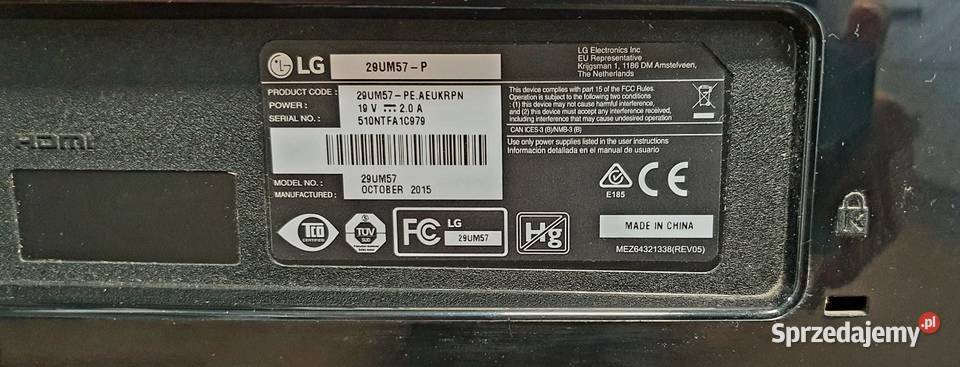 HDMI
LG 29UM57-P
PRODUCT CODE : 29UM57-PE.AEUKRPN
POWER : 19 V ⎓ 2.0 A
SERIAL NO. : 510NTFA1C979
MODEL NO. : 29UM57
MANUFACTURED : OCTOBER 2015
LG Electronics Inc.
EU Representative
Krijgsman 1, 1186 DM Amstelveen,
The Netherlands
This device complies with part 15 of the FCC Rules.
Operation is subject to the following two conditions
: (1) this device may not cause harmful interference,
and (2) this device must accept any interference received,
including interference that may cause undesired operation
CAN ICES-3 (B)/NMB-3 (B)
Use only power supplies listed in the user instructions
Información detallada en el manual de usuario
E185
CE
TCO
CERTIFIED
TÜV
SÜD
FC LG
29UM57
Hg
MADE IN CHINA
MEZ64321338(REV05)
K
Sprzedajemy.pl